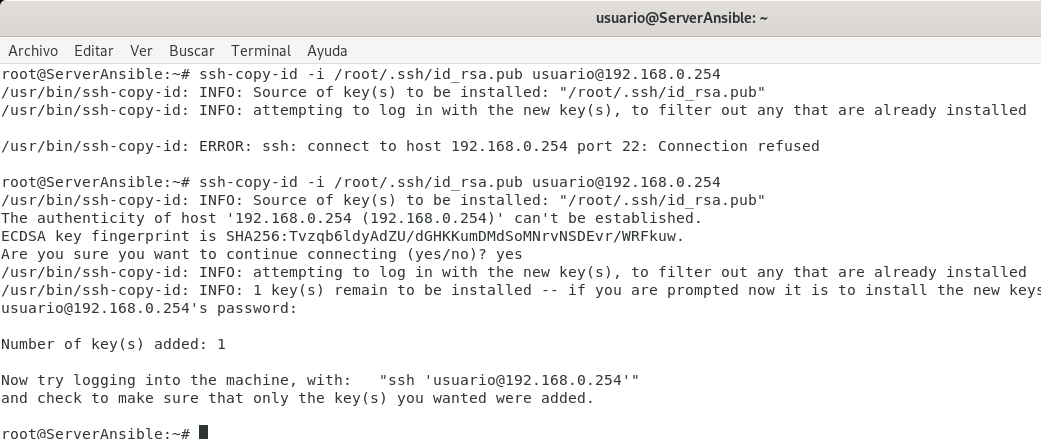 usuario@ServerAnsible: ~
Archivo Editar Ver Buscar Terminal Ayuda
root@ServerAnsible:~# ssh-copy-id -i /root/.ssh/id_rsa.pub usuario@192.168.0.254
/usr/bin/ssh-copy-id: INFO: Source of key(s) to be installed: "/root/.ssh/id_rsa.pub"
/usr/bin/ssh-copy-id: INFO: attempting to log in with the new key(s), to filter out any that are already installed
/usr/bin/ssh-copy-id: ERROR: ssh: connect to host 192.168.0.254 port 22: Connection refused
root@ServerAnsible:~# ssh-copy-id -i /root/.ssh/id_rsa.pub usuario@192.168.0.254
/usr/bin/ssh-copy-id: INFO: Source of key(s) to be installed: "/root/.ssh/id_rsa.pub"
The authenticity of host '192.168.0.254 (192.168.0.254)' can't be established.
ECDSA key fingerprint is SHA256:Tvzqb6ldyAdZU/dGHKKumDMdSoMNrvNSDEvr/WRFkuw.
Are you sure you want to continue connecting (yes/no)? yes
/usr/bin/ssh-copy-id: INFO: attempting to log in with the new key(s), to filter out any that are already installed
/usr/bin/ssh-copy-id: INFO: 1 key(s) remain to be installed -- if you are prompted now it is to install the new keys
usuario@192.168.0.254's password:
Number of key(s) added: 1
Now try logging into the machine, with:   "ssh 'usuario@192.168.0.254'"
and check to make sure that only the key(s) you wanted were added.
root@ServerAnsible:~#